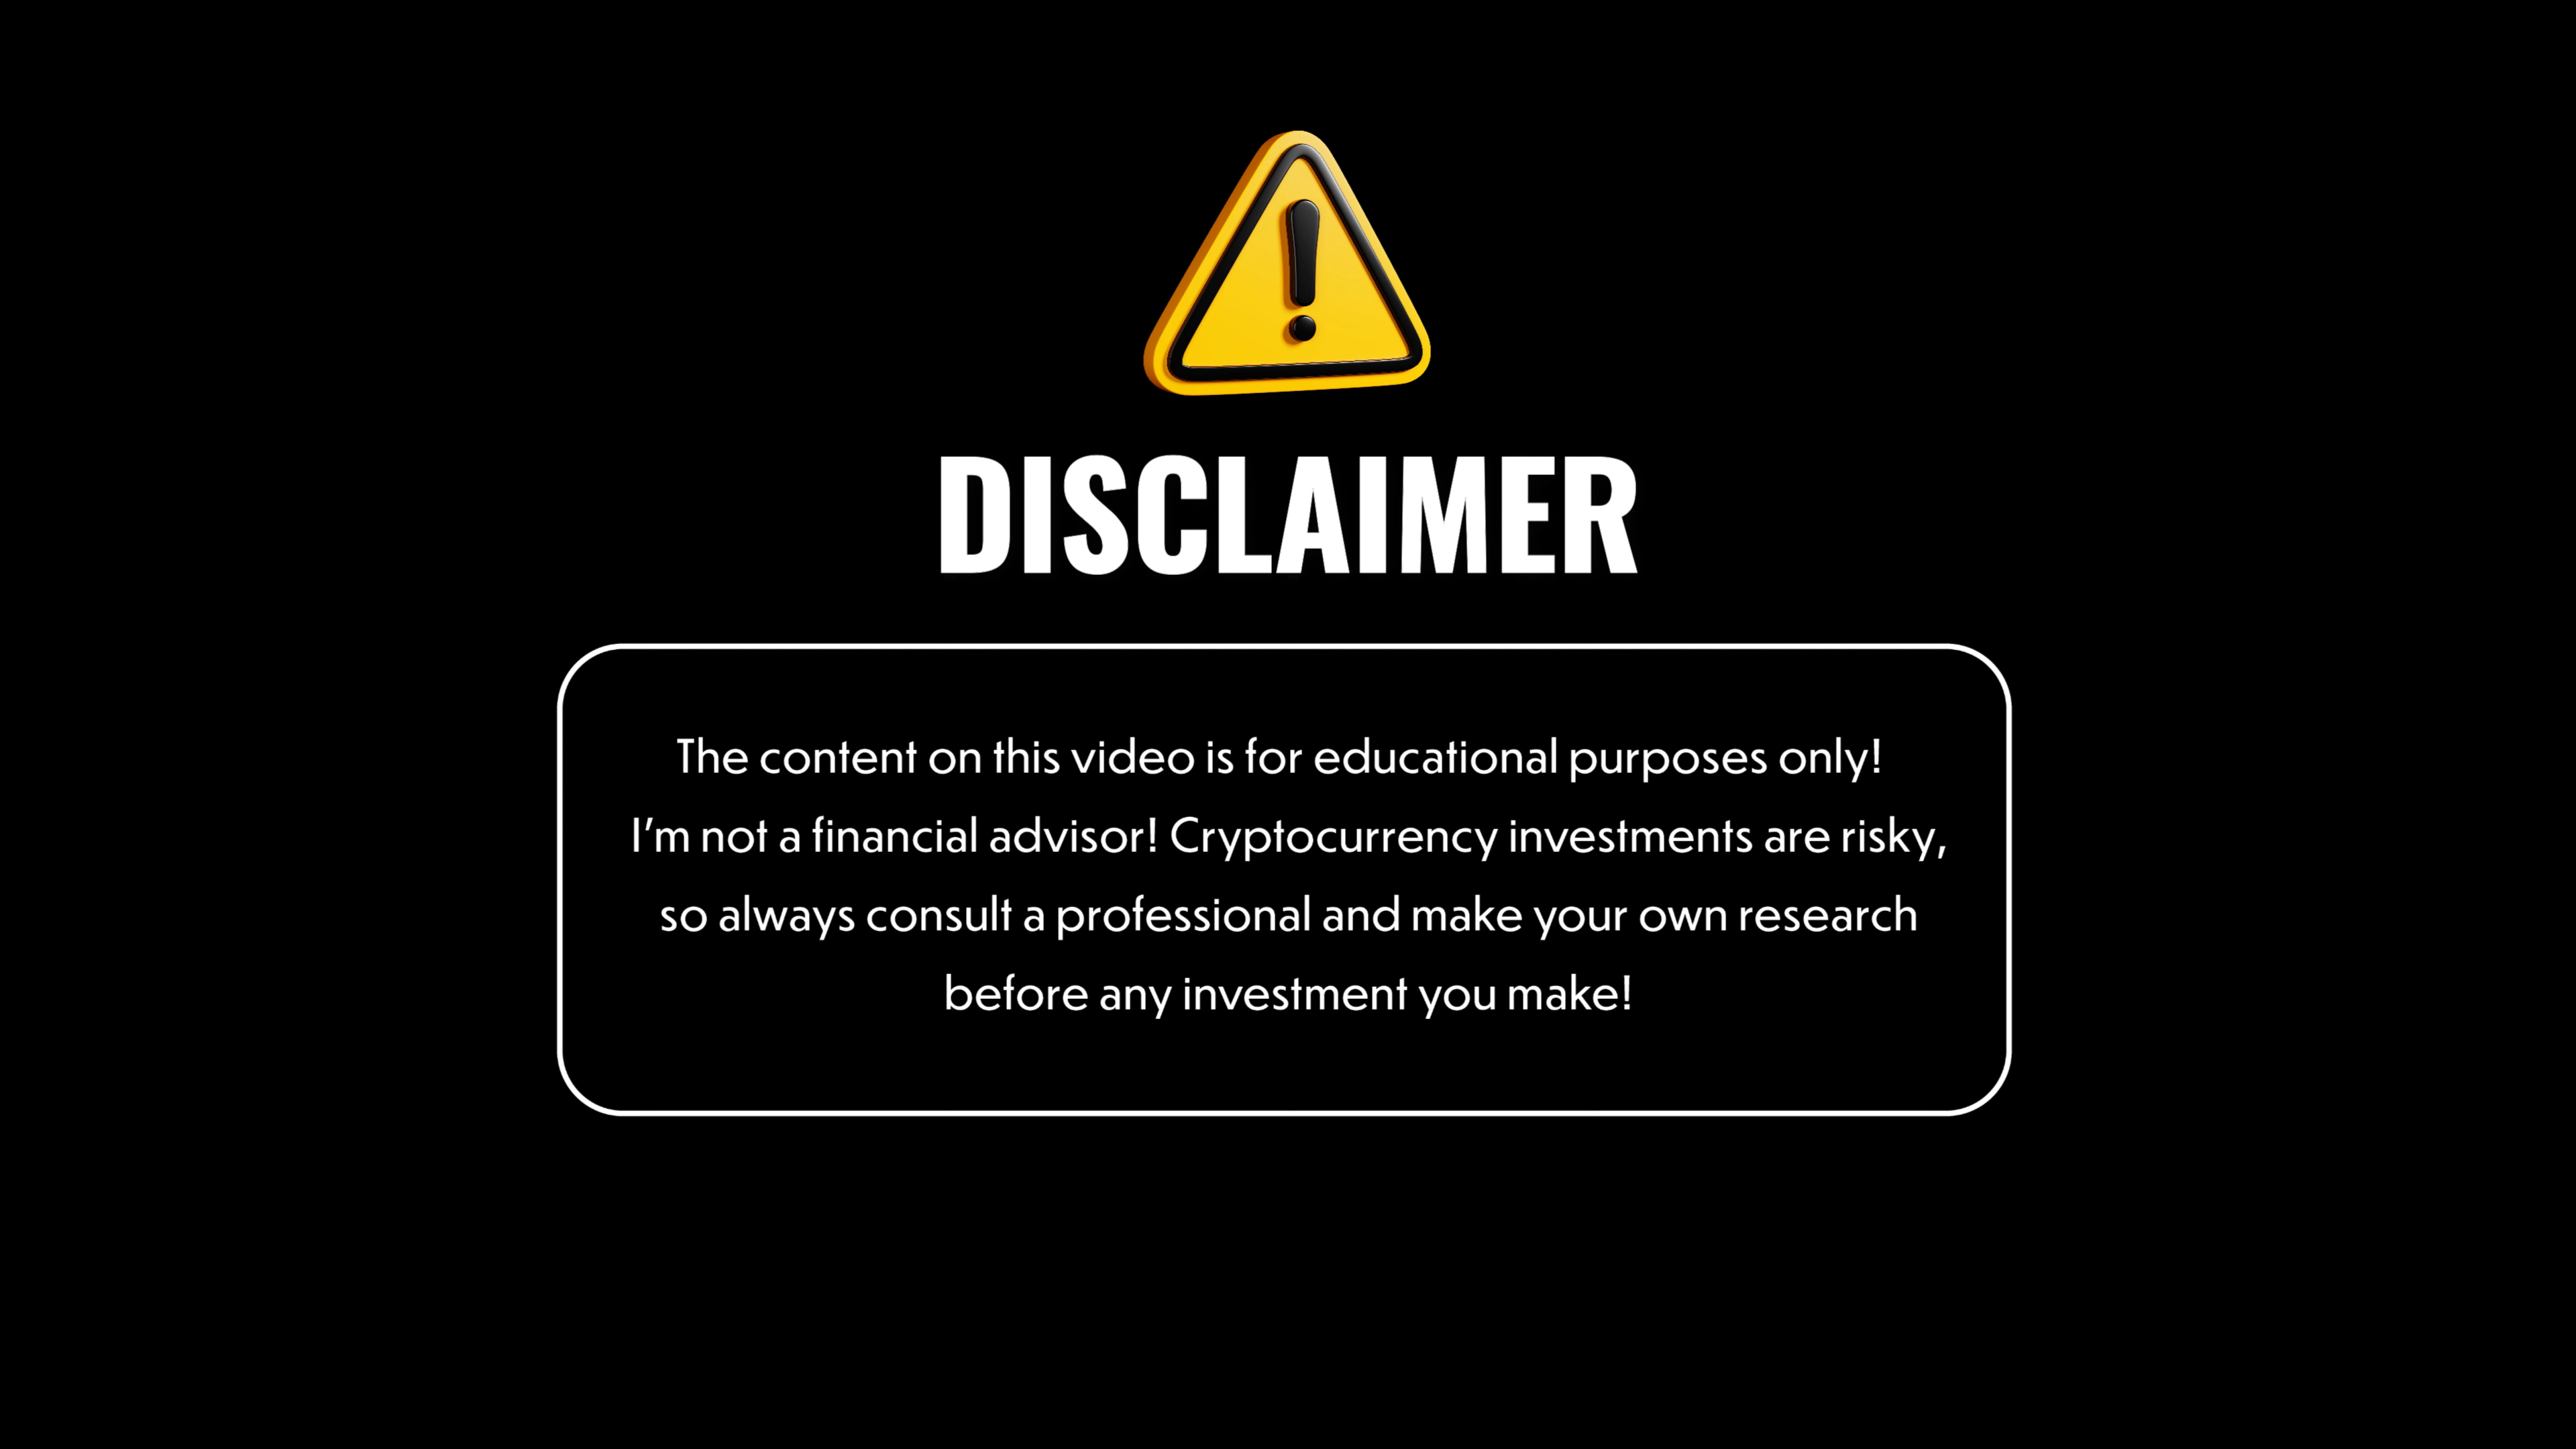 DISCLAIMER
The content on this video is for educational purposes only!
I'm not a financial advisor! Cryptocurrency investments are risky,
so always consult a professional and make your own research
before any investment you make!